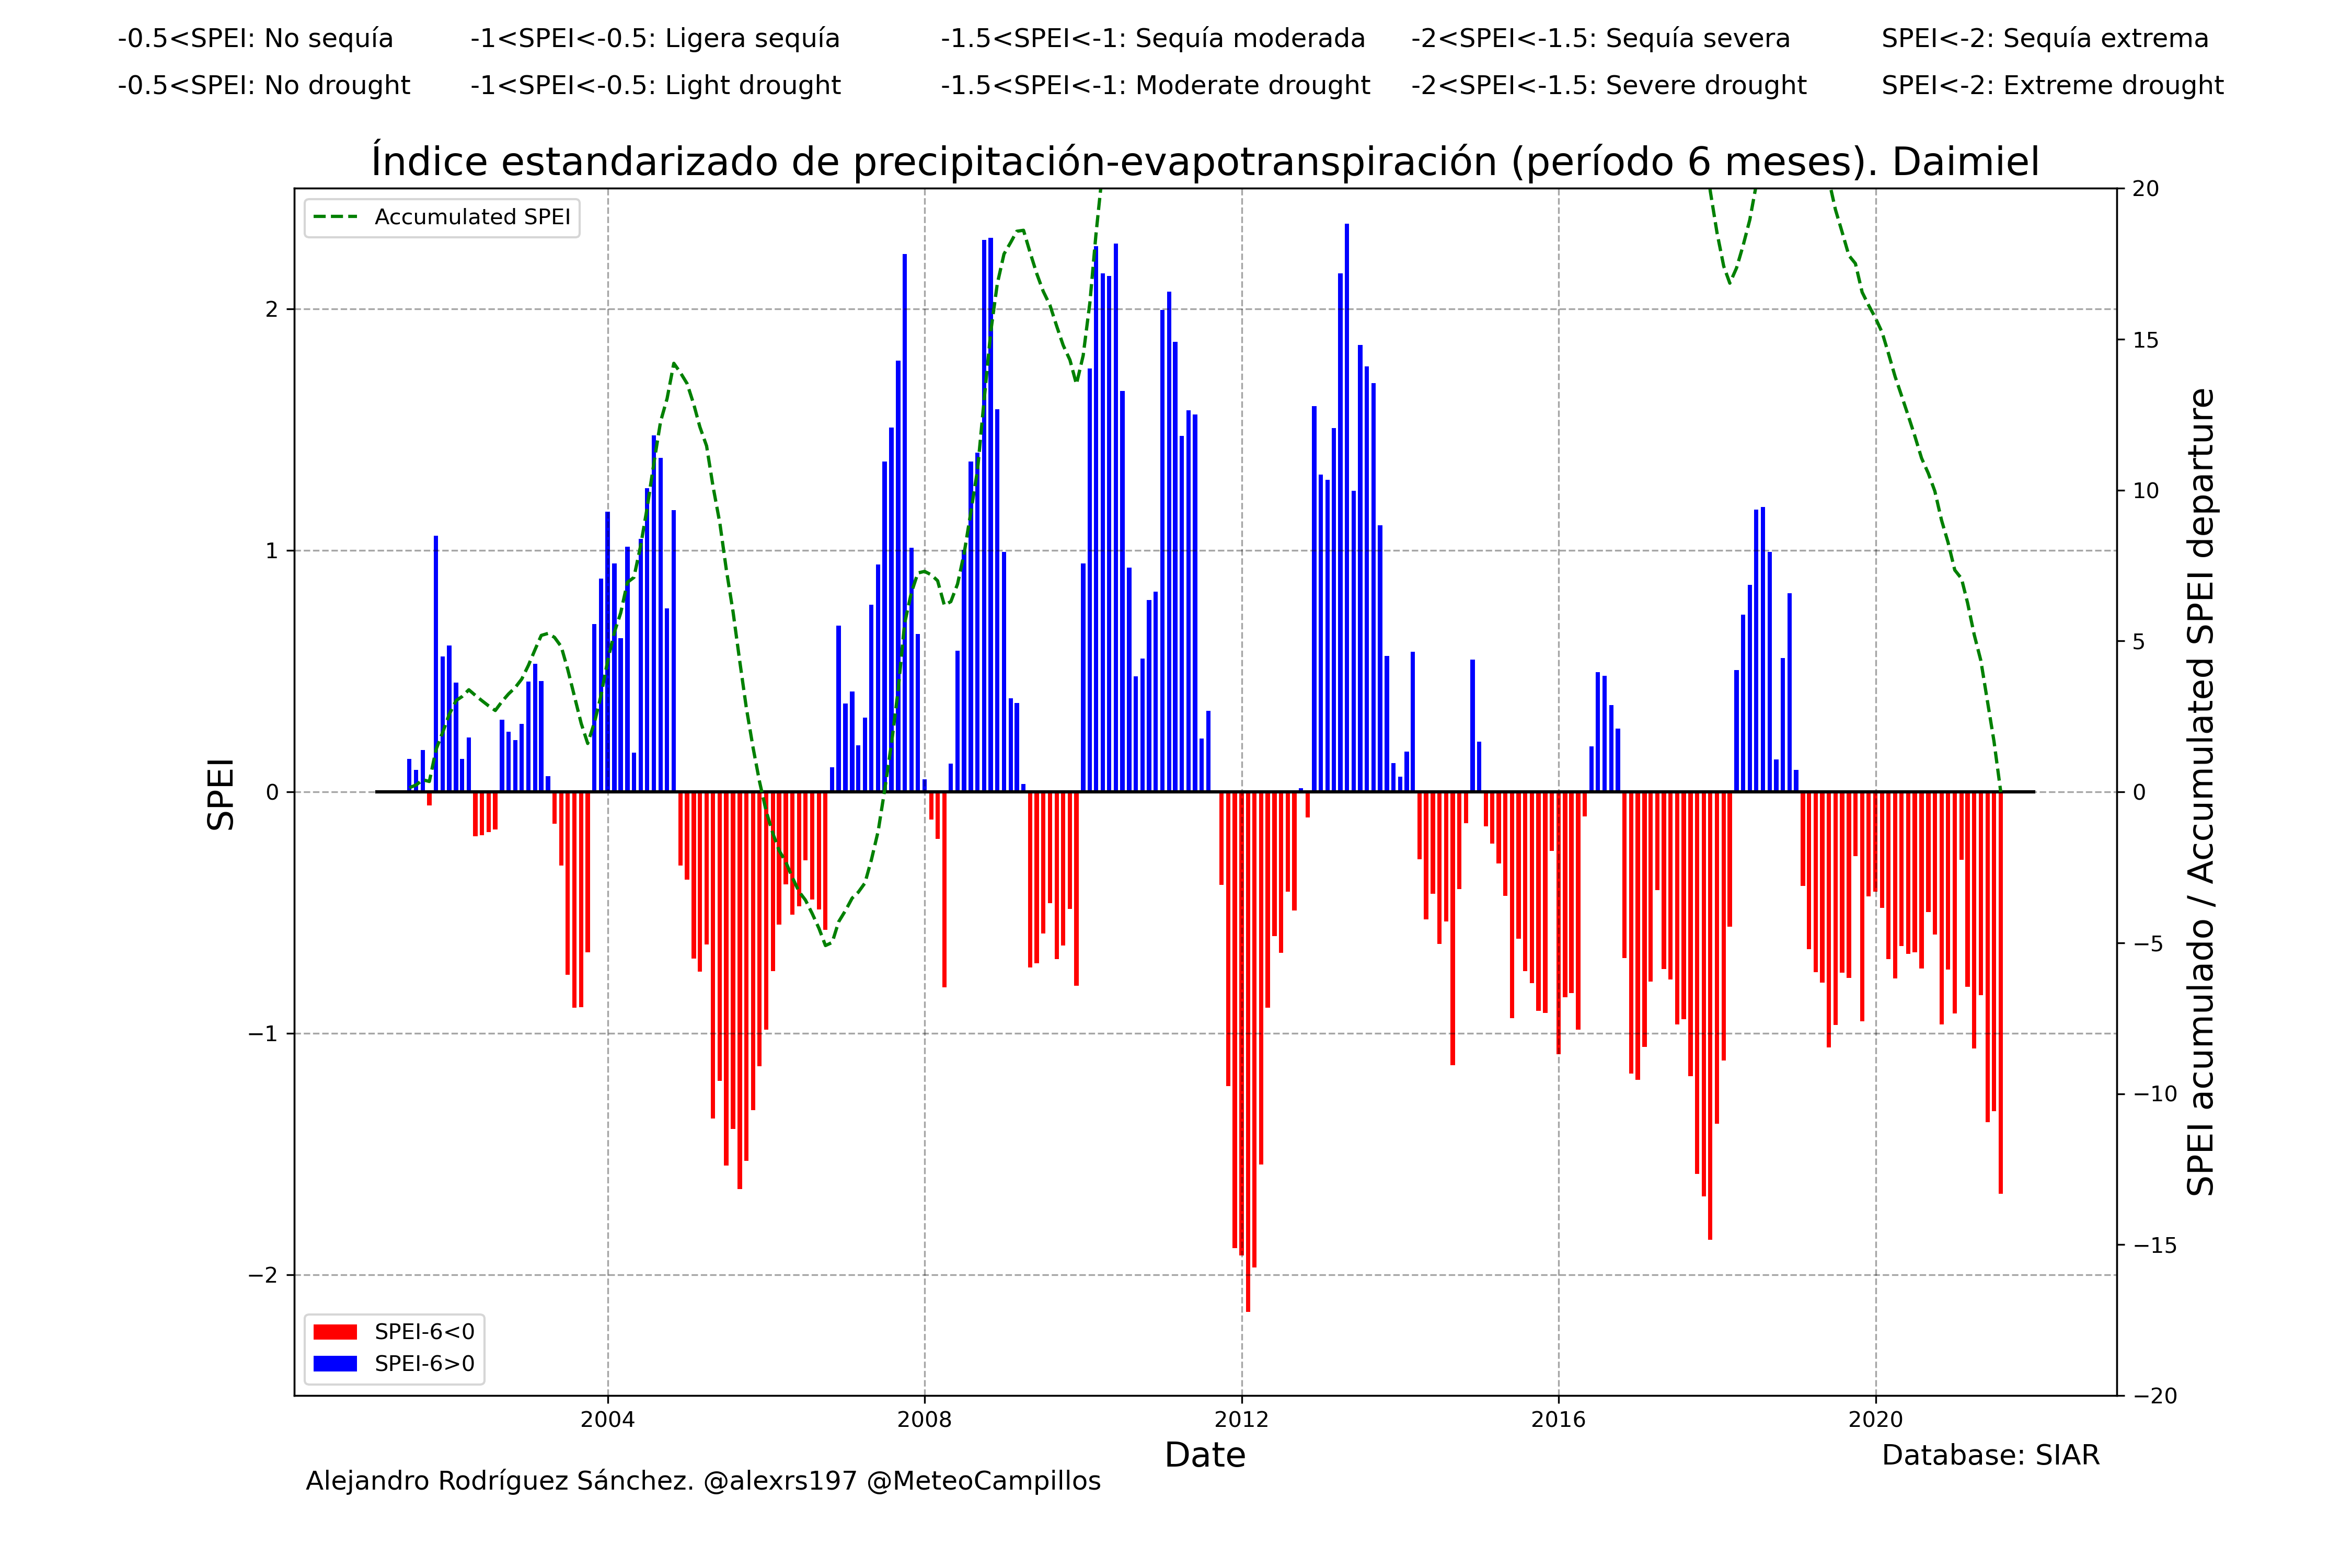 -0.5<SPEI: No sequía -1<SPEI<-0.5: Ligera sequía -1.5<SPEI<-1: Sequía moderada -2<SPEI<-1.5: Sequía severa SPEI<-2: Sequía extrema
-0.5<SPEI: No drought -1<SPEI<-0.5: Light drought -1.5<SPEI<-1: Moderate drought -2<SPEI<-1.5: Severe drought SPEI<-2: Extreme drought
Índice estandarizado de precipitación-evapotranspiración (período 6 meses). Daimiel
Accumulated SPEI
SPEI
2
1
0
−1
−2
20
15
10
5
0
−5
−10
−15
−20
SPEI acumulado / Accumulated SPEI departure
SPEI-6<0
SPEI-6>0
2004 2008 2012 2016 2020
Date
Database: SIAR
Alejandro Rodríguez Sánchez. @alexrs197 @MeteoCampillos